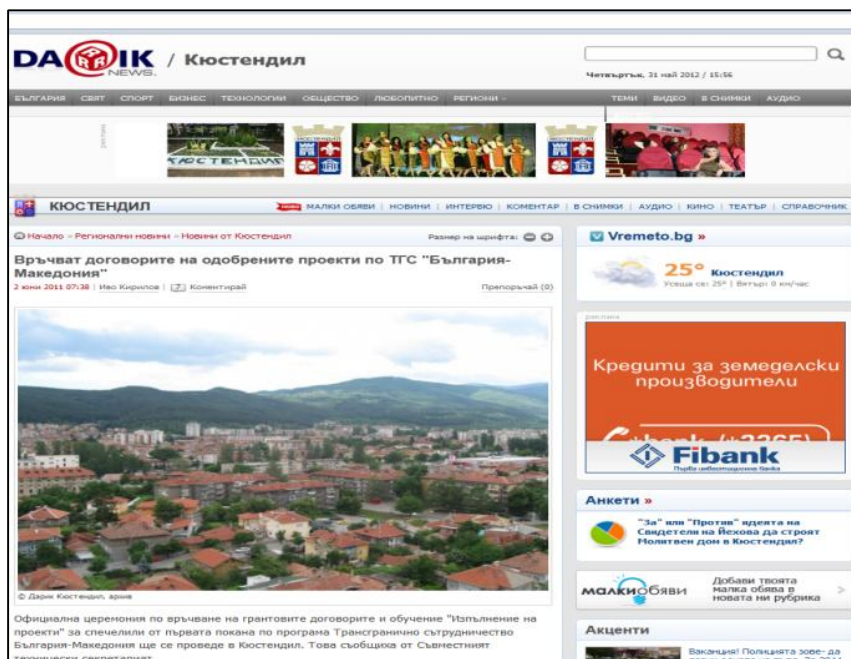 DARIK NEWS. / Кюстендил
Четвъртък, 31 май 2012 / 15:56
БЪЛГАРИЯ СВЯТ СПОРТ БИЗНЕС ТЕХНОЛОГИИ ОБЩЕСТВО ЛЮБОПИТНО РЕГИОНИ ТЕМИ ВИДЕО В СНИМКИ АУДИО
реклама
КЮСТЕНДИЛ
КЮСТЕНДИЛ МАЛКИ ОБЯВИ | НОВИНИ | ИНТЕРВЮ | КОМЕНТАР | В СНИМКИ | АУДИО | КИНО | ТЕАТЪР | СПРАВОЧНИК
Начало » Регионални новини » Новини от Кюстендил
Размер на шрифта:
Връчват договорите на одобрените проекти по ТГС "България-
Македония"
2 юни 2011 07:38 | Иво Кирилов | Коментирай
Препоръчай (0)
© Дарик Кюстендил, архив
Официална церемония по връчване на грантовите договорите и обучение "Изпълнение на
проекти" за спечелили от първата покана по програма Трансгранично сътрудничество
България-Македония ще се проведе в Кюстендил. Това съобщиха от Съвместният
технически секретариат
Vremeto.bg »
25° Кюстендил
Усеща се: 25° | Вятър: 0 км/час
реклама
Кредити за земеделски
производители
Fibank
Първа инвестиционна банка
Анкети »
"За" или "Против" идеята на
Свидетели на Йехова да строят
Молитвен дом в Кюстендил?
малкиобяви
Добави твоята
малка обява в
новата ни рубрика
Акценти
Ваканция! Полицията зове- да